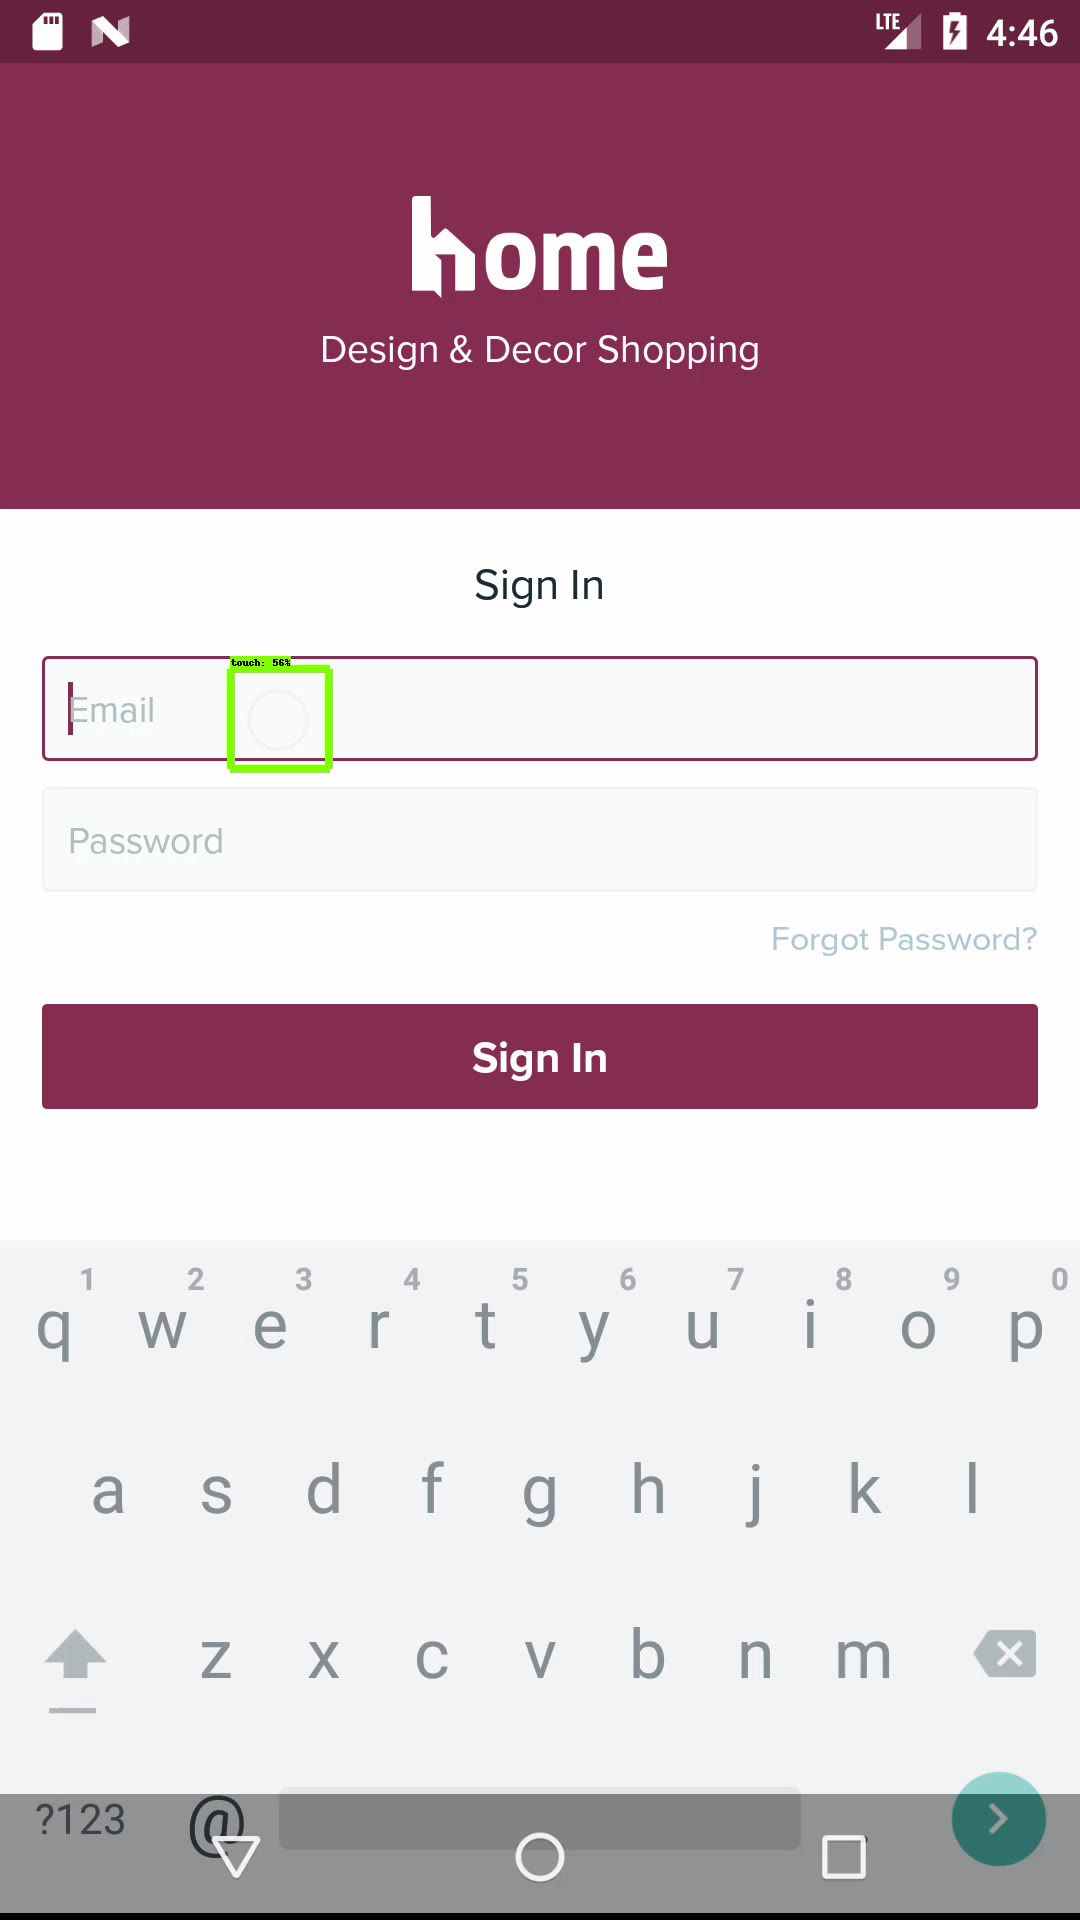 LTE 4:46
home
Design & Decor Shopping
Sign In
touch: 56%
Email
Password
Forgot Password?
Sign In
1 2 3 4 5 6 7 8 9 0
q w e r t y u i o p
a s d f g h j k l
z x c v b n m
?123 @